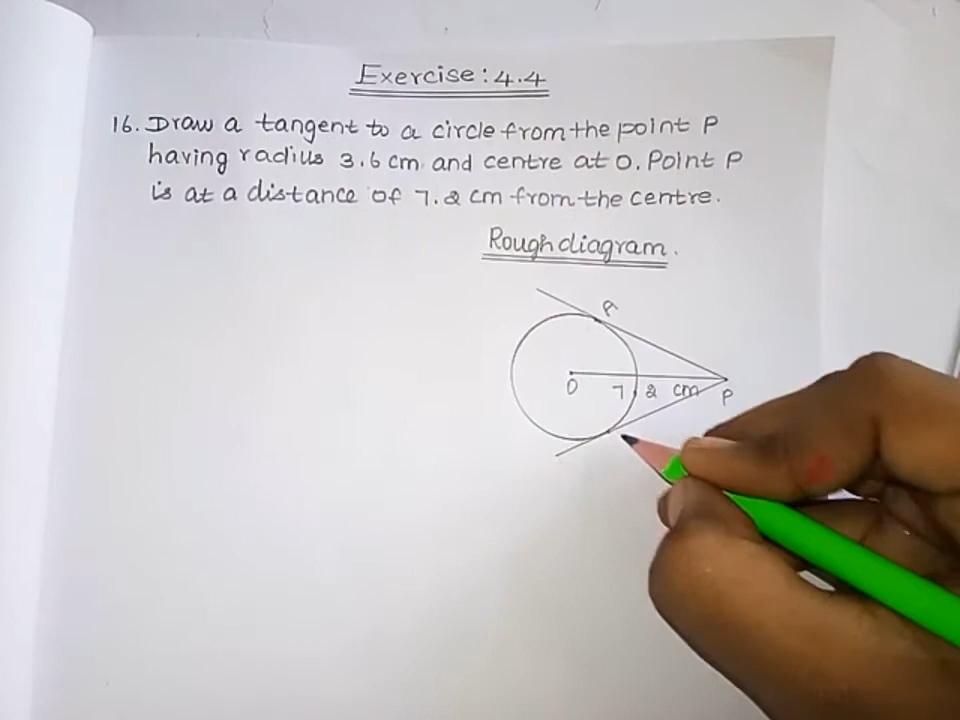 Exercise: 4.4
16. Draw a tangent to a circle from the point P
having radius 3.6 cm and centre at O. Point P
is at a distance of 7.2 cm from the centre.
Rough diagram.
A
O 7.2 cm P